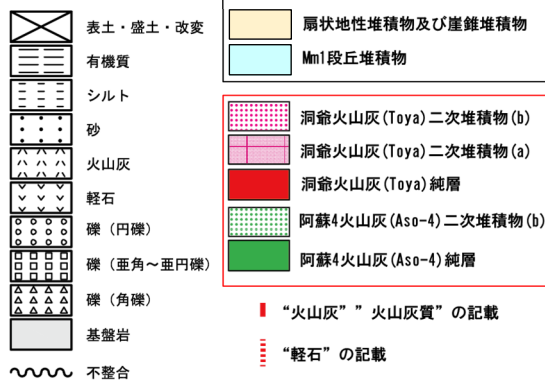 表土・盛土・改変
有機質
シルト
砂
火山灰
軽石
礫（円礫）
礫（亜角～亜円礫）
礫（角礫）
基盤岩
不整合
扇状地性堆積物及び崖錐堆積物
Mm1段丘堆積物
洞爺火山灰(Toya)二次堆積物(b)
洞爺火山灰(Toya)二次堆積物(a)
洞爺火山灰(Toya)純層
阿蘇4火山灰(Aso-4)二次堆積物(b)
阿蘇4火山灰(Aso-4)純層
“火山灰””火山灰質”の記載
“軽石”の記載